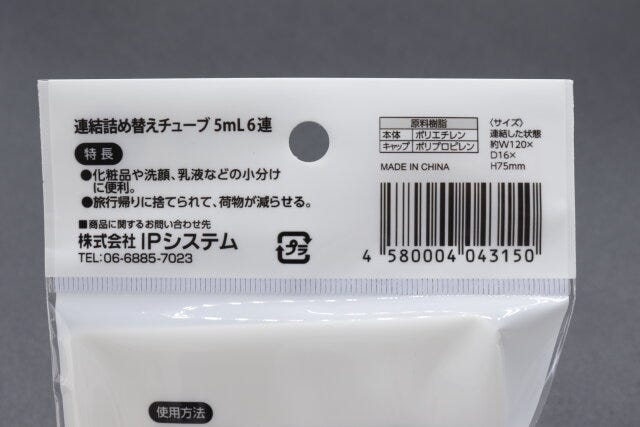 連結詰め替えチューブ 5mL 6連
特長
●化粧品や洗顔、乳液などの小分け
に便利。
●旅行帰りに捨てられて、荷物が減らせる。
■商品に関するお問い合わせ先
株式会社 IPシステム
TEL:06-6885-7023
プラ
原料樹脂
本体 ポリエチレン
キャップ ポリプロピレン
MADE IN CHINA
〈サイズ〉
連結した状態
約W120×
D16×
H75mm
4 580004 043150
使用方法